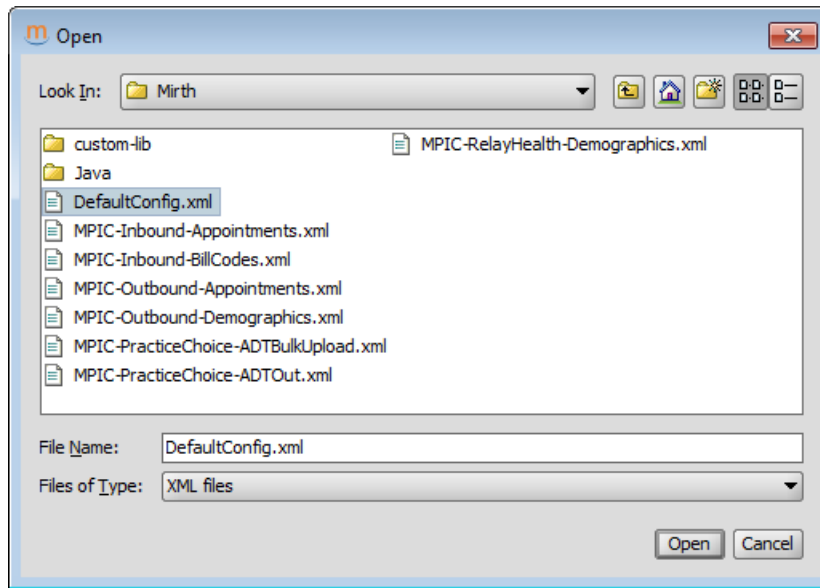 m Open
Look In: Mirth
custom-lib
Java
DefaultConfig.xml
MPIC-Inbound-Appointments.xml
MPIC-Inbound-BillCodes.xml
MPIC-Outbound-Appointments.xml
MPIC-Outbound-Demographics.xml
MPIC-PracticeChoice-ADTBulkUpload.xml
MPIC-PracticeChoice-ADTOut.xml
MPIC-RelayHealth-Demographics.xml
File Name: DefaultConfig.xml
Files of Type: XML files
Open Cancel